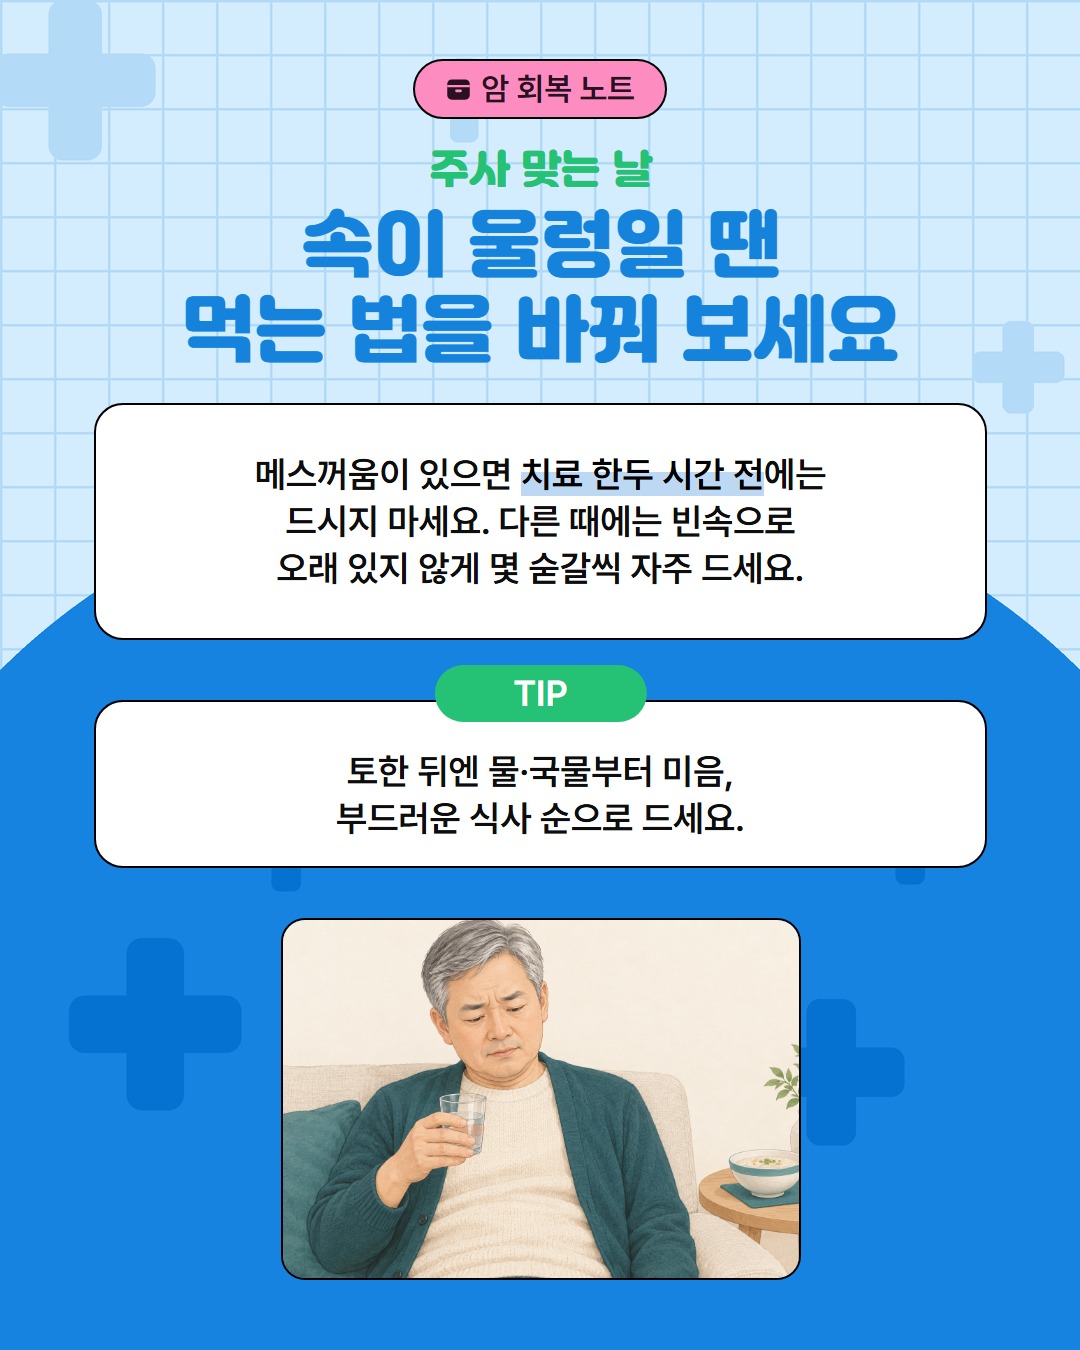 암 회복 노트
주사 맞는 날
속이 울렁일 땐
먹는 법을 바꿔 보세요
메스꺼움이 있으면 치료 한두 시간 전에는
드시지 마세요. 다른 때에는 빈속으로
오래 있지 않게 몇 숟갈씩 자주 드세요.
TIP
토한 뒤엔 물·국물부터 미음,
부드러운 식사 순으로 드세요.